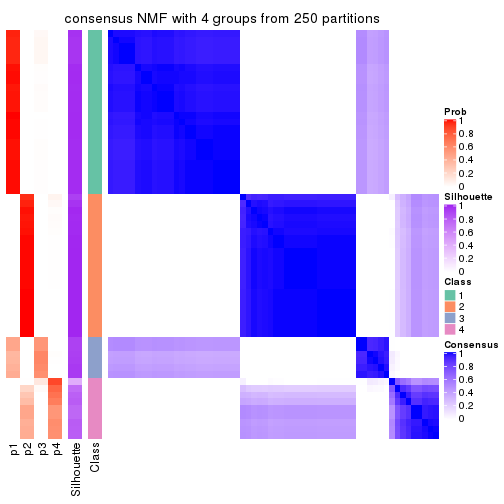 consensus NMF with 4 groups from 250 partitions
Prob
1
0.8
0.6
0.4
0.2
0
Silhouette
1
0.8
0.6
0.4
0.2
0
Class
1
2
3
4
Consensus
1
0.8
0.6
0.4
0.2
0
p1
p2
p3
p4
Silhouette
Class